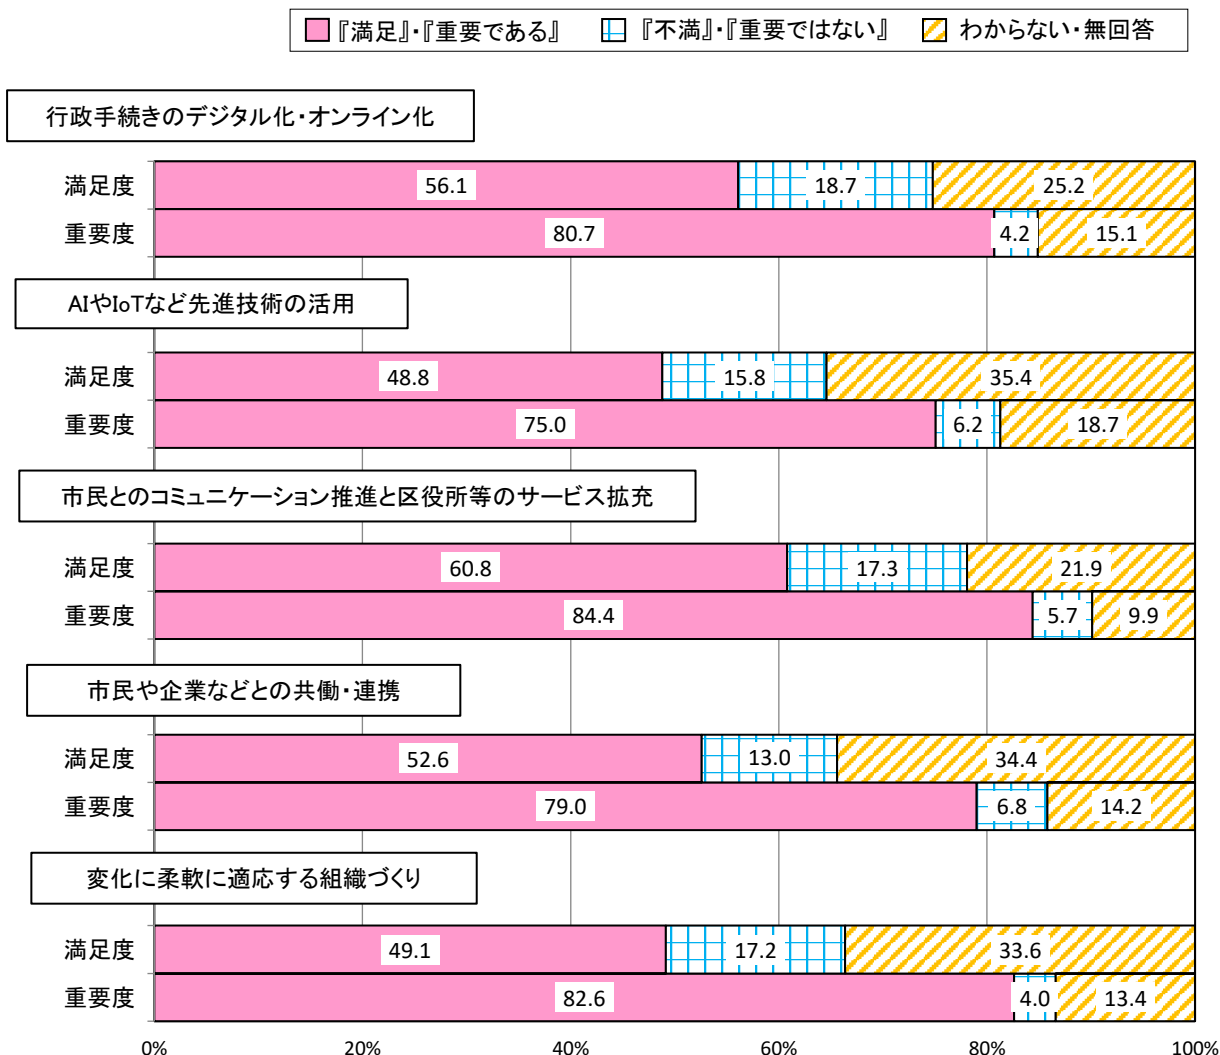 『満足』・『重要である』 『不満』・『重要ではない』 わからない・無回答
行政手続きのデジタル化・オンライン化
満足度 56.1 18.7 25.2
重要度 80.7 4.2 15.1
AIやIoTなど先進技術の活用
満足度 48.8 15.8 35.4
重要度 75.0 6.2 18.7
市民とのコミュニケーション推進と区役所等のサービス拡充
満足度 60.8 17.3 21.9
重要度 84.4 5.7 9.9
市民や企業などとの共働・連携
満足度 52.6 13.0 34.4
重要度 79.0 6.8 14.2
変化に柔軟に適応する組織づくり
満足度 49.1 17.2 33.6
重要度 82.6 4.0 13.4
0% 20% 40% 60% 80% 100%